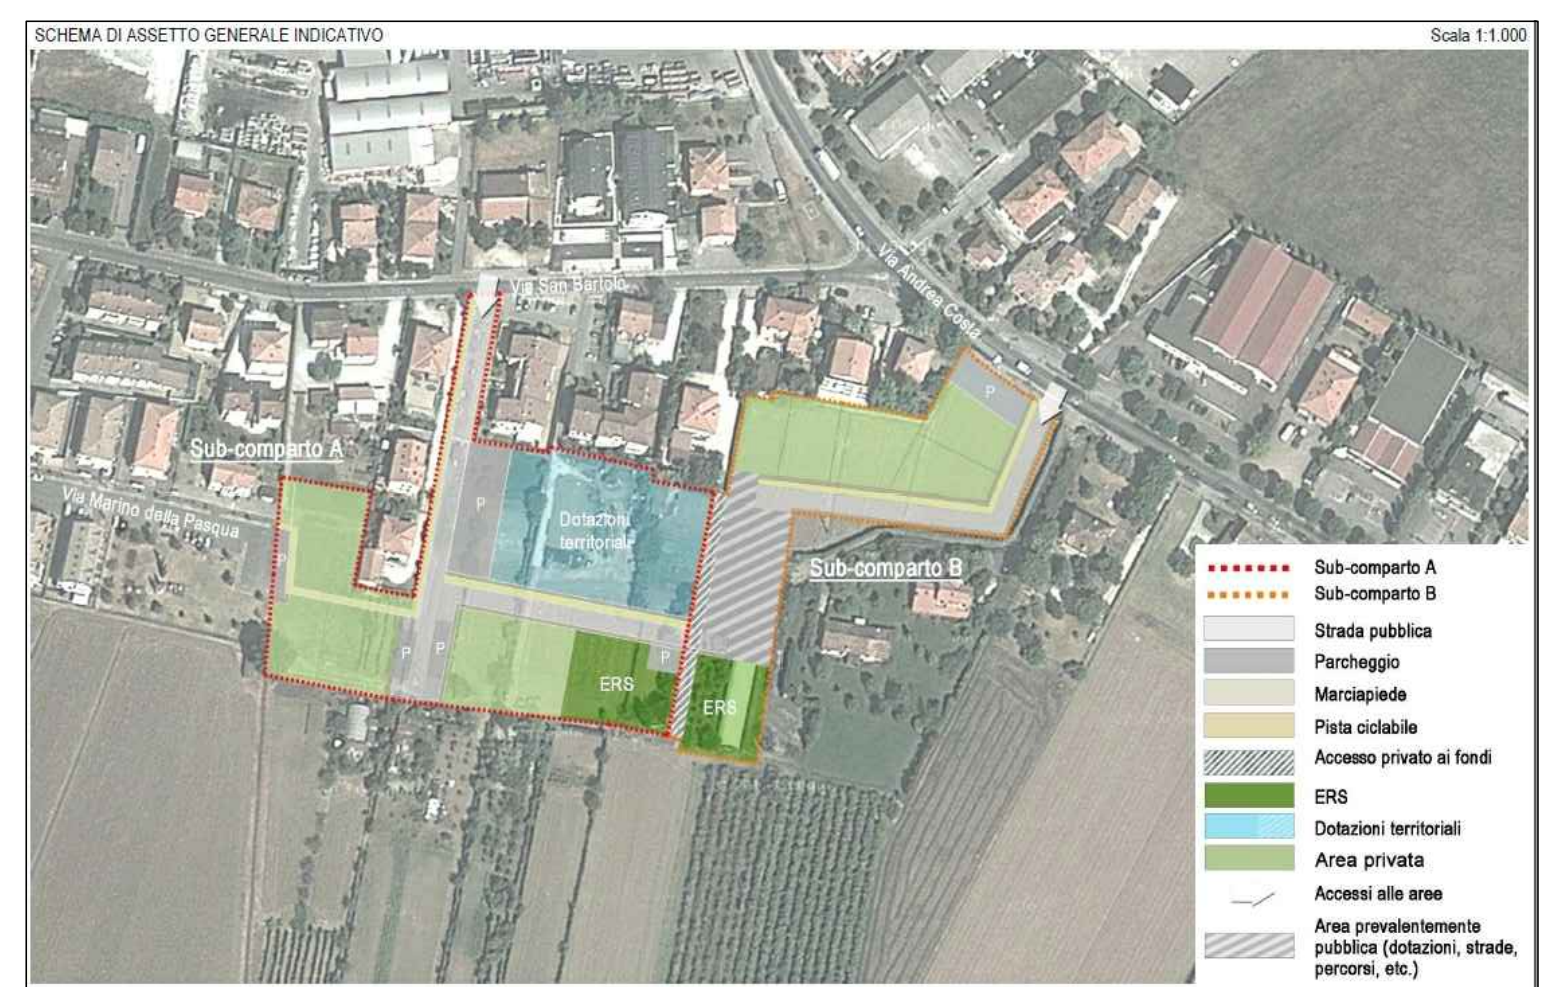 SCHEMA DI ASSETTO GENERALE INDICATIVO
Scala 1:1.000
Via San Bartolo
Via Andrea Costa
P
Sub-comparto A
Via Marino della Pasqua
P
Dotazioni
territoriali
P
Sub-comparto B
P
P
P
ERS
ERS
Sub-comparto A
Sub-comparto B
Strada pubblica
Parcheggio
Marciapiede
Pista ciclabile
Accesso privato ai fondi
ERS
Dotazioni territoriali
Area privata
Accessi alle aree
Area prevalentemente
pubblica (dotazioni, strade,
percorsi, etc.)